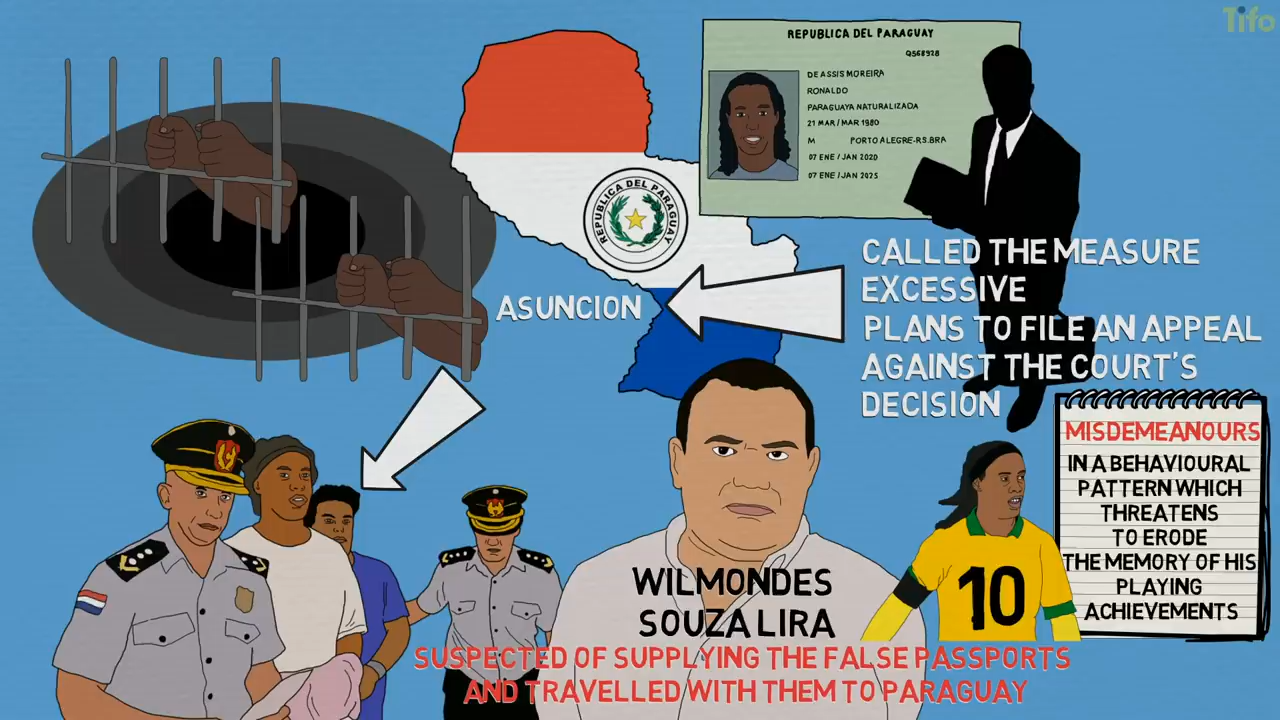 Tifo
REPUBLICA DEL PARAGUAY
Q568928
DE ASSIS MOREIRA
RONALDO
PARAGUAYA NATURALIZADA
21 MAR / MAR 1980
M PORTO ALEGRE-RS.BRA
07 ENE / JAN 2020
07 ENE / JAN 2025
REPUBLICA DEL PARAGUAY
ASUNCION
CALLED THE MEASURE
EXCESSIVE
PLANS TO FILE AN APPEAL
AGAINST THE COURT'S
DECISION
MISDEMEANOURS
IN A BEHAVIOURAL
PATTERN WHICH
THREATENS
TO ERODE
THE MEMORY OF HIS
PLAYING
ACHIEVEMENTS
10
WILMONDES
SOUZA LIRA
SUSPECTED OF SUPPLYING THE FALSE PASSPORTS
AND TRAVELLED WITH THEM TO PARAGUAY